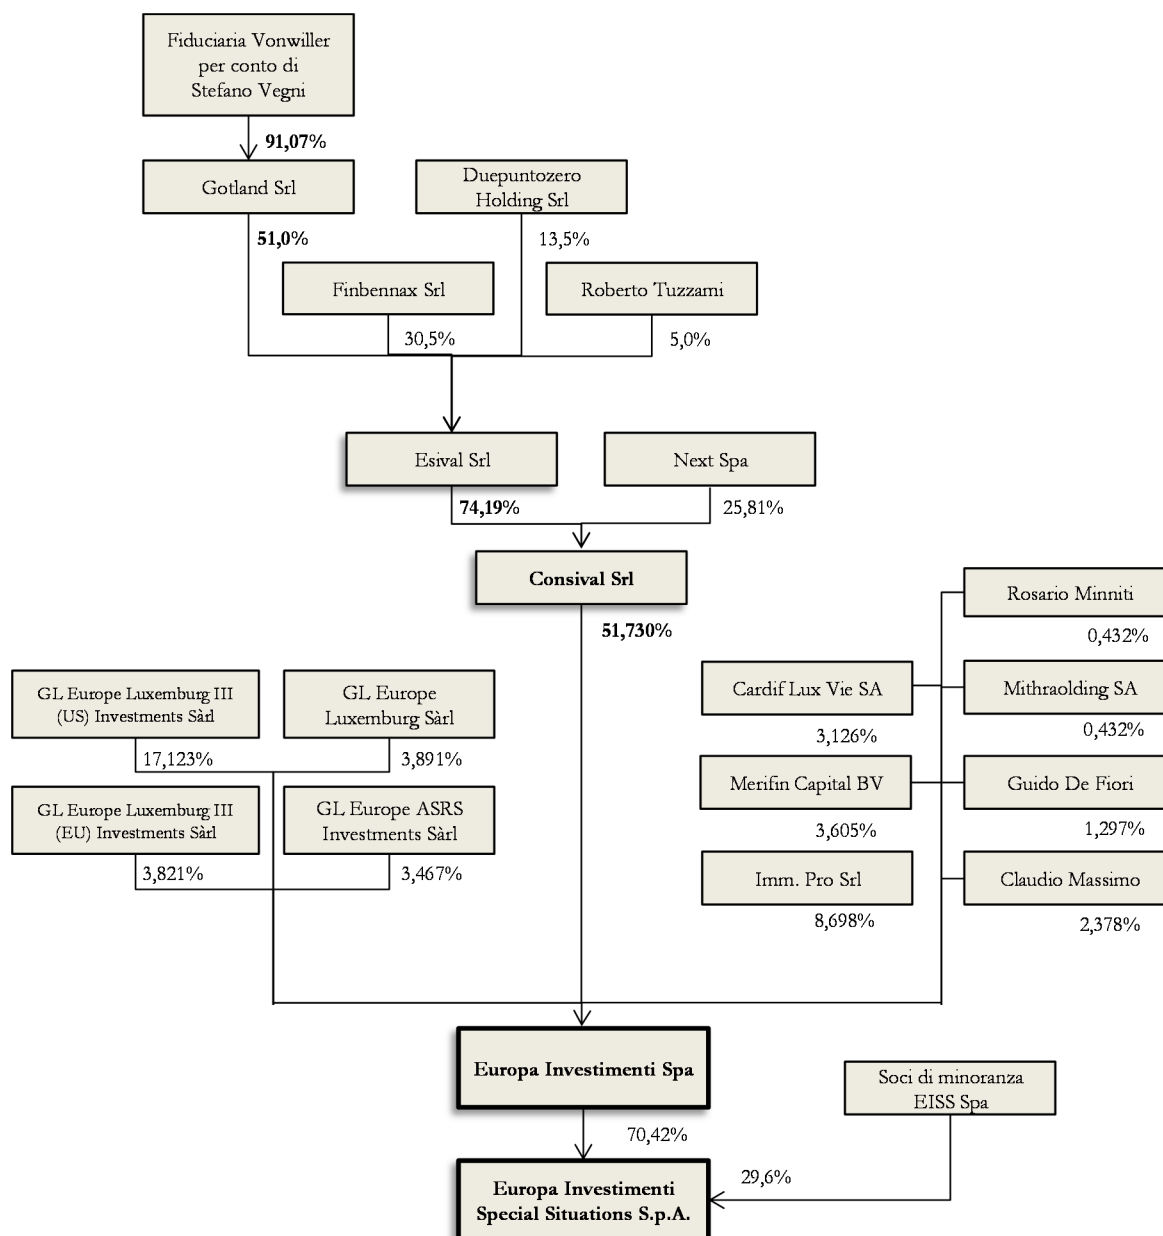 Fiduciaria Vonwiller
per conto di
Stefano Vegni
91,07%
Gotland Srl
Duepuntozero
Holding Srl
51,0%
13,5%
Finbennax Srl
Roberto Tuzzami
30,5%
5,0%
Esival Srl
Next Spa
74,19%
25,81%
Consival Srl
51,730%
Rosario Minniti
0,432%
GL Europe Luxemburg III
(US) Investments Sàrl
17,123%
GL Europe
Luxemburg Sàrl
3,891%
Cardif Lux Vie SA
3,126%
Mithraolding SA
0,432%
GL Europe Luxemburg III
(EU) Investments Sàrl
3,821%
GL Europe ASRS
Investments Sàrl
3,467%
Merifin Capital BV
3,605%
Guido De Fiori
1,297%
Imm. Pro Srl
8,698%
Claudio Massimo
2,378%
Europa Investimenti Spa
Soci di minoranza
EISS Spa
70,42%
29,6%
Europa Investimenti
Special Situations S.p.A.